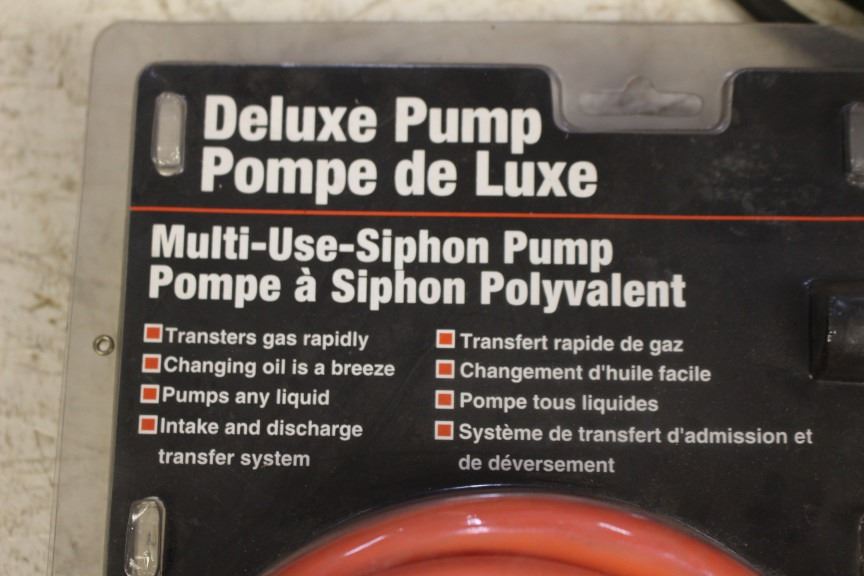 Deluxe Pump
Pompe de Luxe
Multi-Use-Siphon Pump
Pompe à Siphon Polyvalent
Transters gas rapidly
Changing oil is a breeze
Pumps any liquid
Intake and discharge
transfer system
Transfert rapide de gaz
Changement d'huile facile
Pompe tous liquides
Système de transfert d'admission et
de déversement